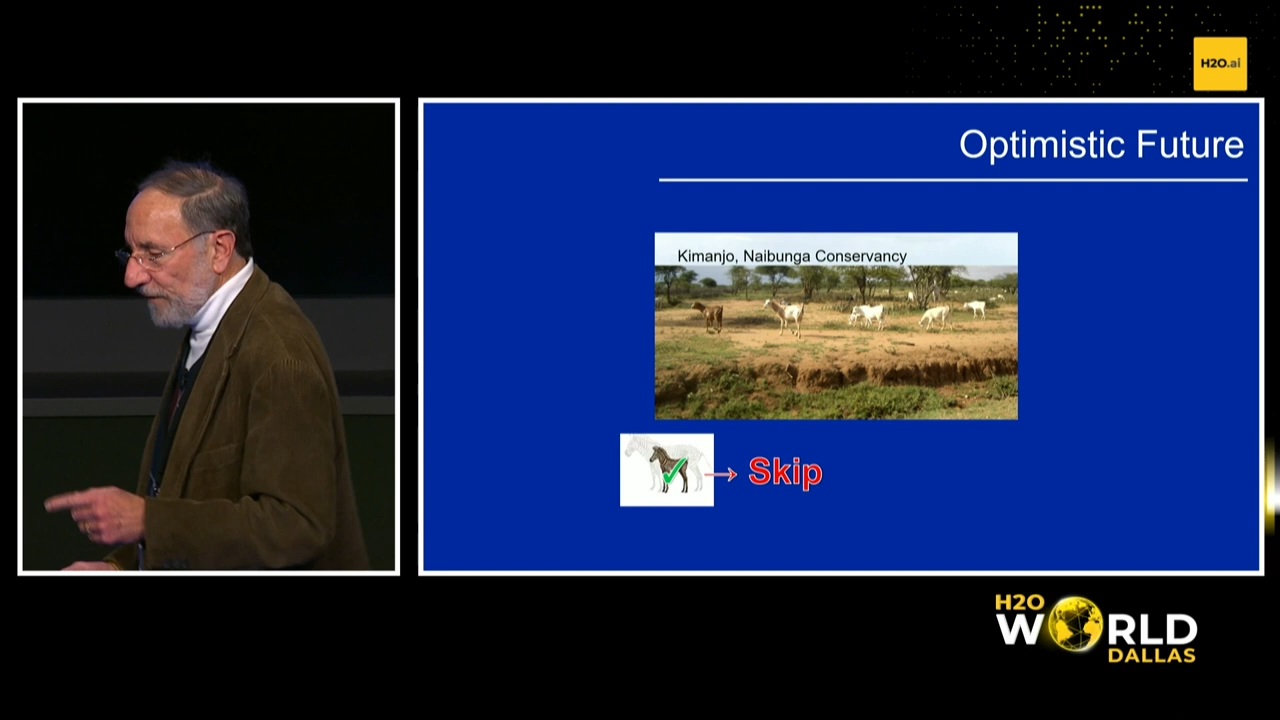 H2O.ai
Optimistic Future
Kimanjo, Naibunga Conservancy
Skip
H2O
WORLD
DALLAS